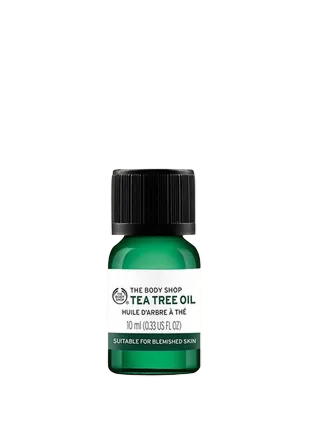 THE BODY SHOP
TEA TREE OIL
HUILE D'ARBRE À THÉ
10 ml (0.33 US FL OZ)
SUITABLE FOR BLEMISHED SKIN